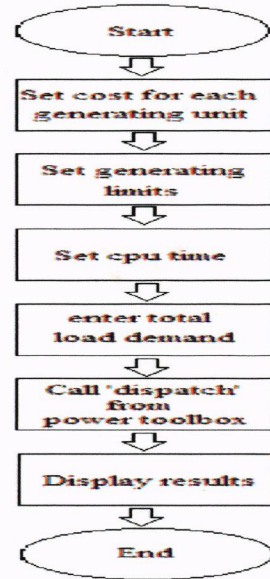 Start
Set cost for each
generating unit
Set generating
limits
Set cpu time
enter total
load demand
Call 'dispatch'
from
power toolbox
Display results
End